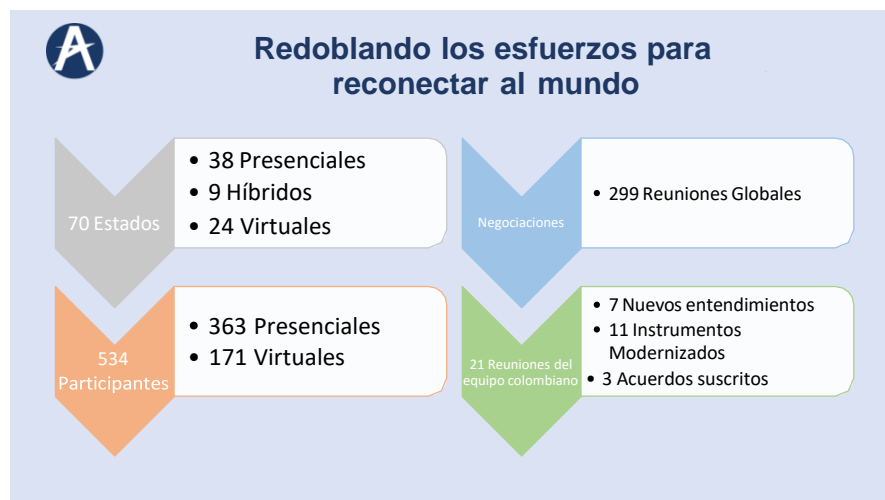 Redoblando los esfuerzos para
reconectar al mundo
70 Estados
• 38 Presenciales
• 9 Híbridos
• 24 Virtuales
Negociaciones
• 299 Reuniones Globales
534
Participantes
• 363 Presenciales
• 171 Virtuales
21 Reuniones del
equipo colombiano
• 7 Nuevos entendimientos
• 11 Instrumentos
Modernizados
• 3 Acuerdos suscritos